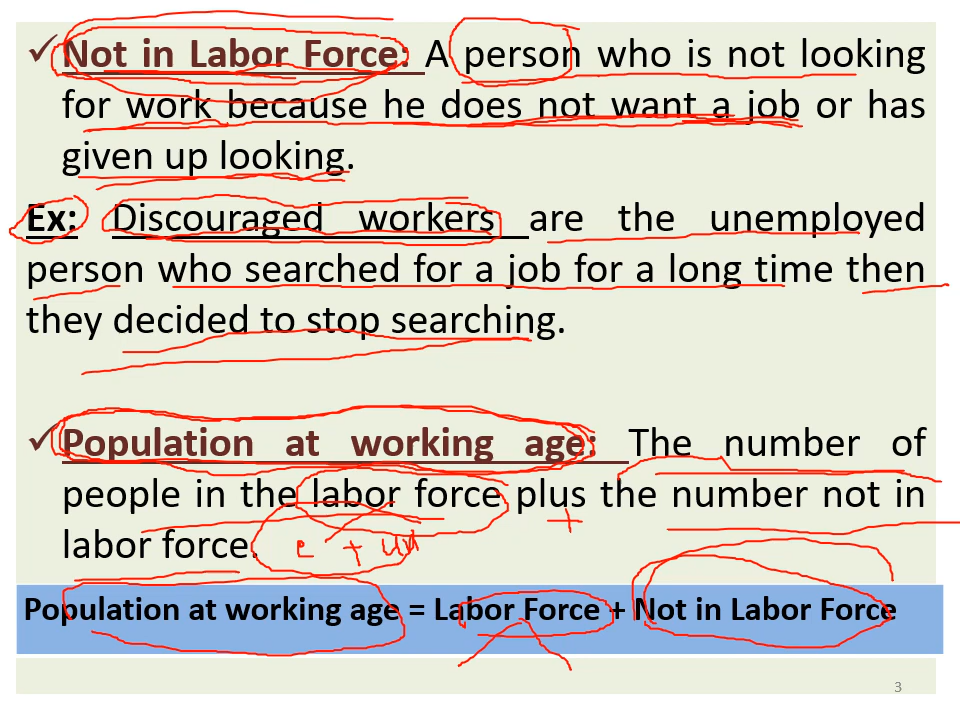 ✓ Not in Labor Force: A person who is not looking
for work because he does not want a job or has
given up looking.
Ex: Discouraged workers are the unemployed
person who searched for a job for a long time then
they decided to stop searching.
✓ Population at working age: The number of
people in the labor force plus the number not in
labor force.
+
e + un
Population at working age = Labor Force + Not in Labor Force
3